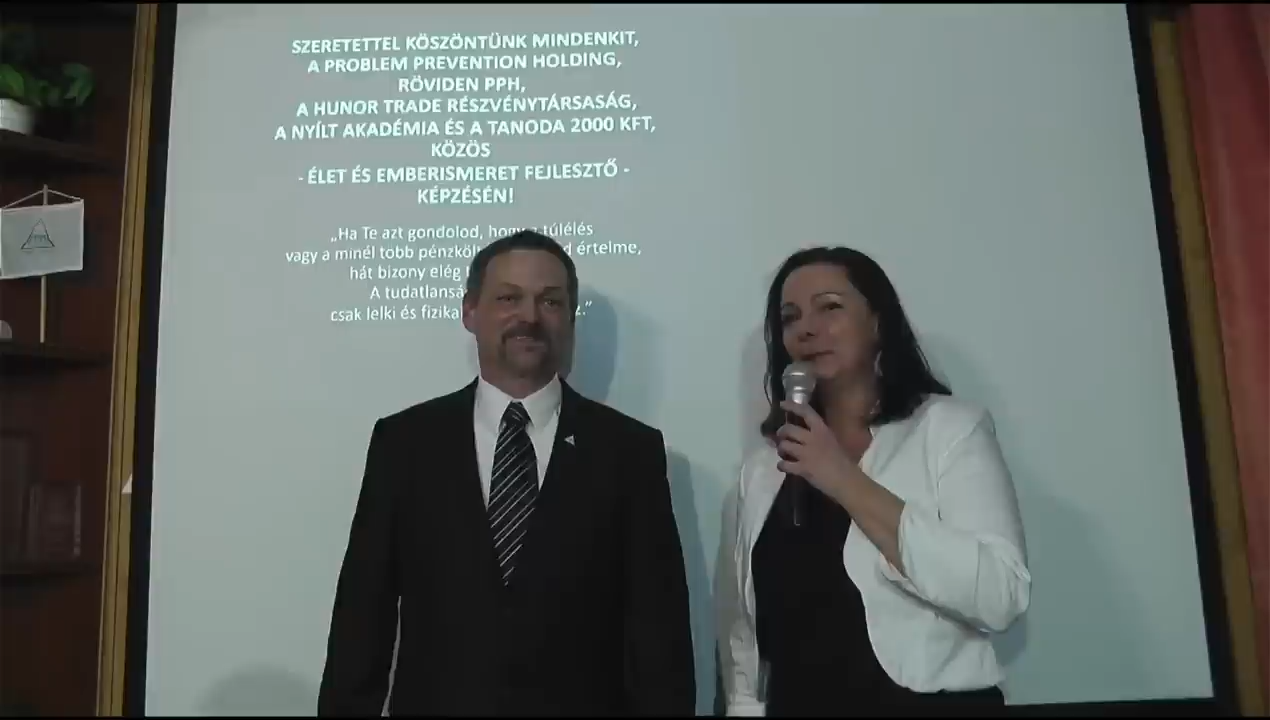 SZERETETTEL KÖSZÖNTÜNK MINDENKIT,
A PROBLEM PREVENTION HOLDING,
RÖVIDEN PPH,
A HUNOR TRADE RÉSZVÉNYTÁRSASÁG,
A NYÍLT AKADÉMIA ÉS A TANODA 2000 KFT,
KÖZÖS
- ÉLET ÉS EMBERISMERET FEJLESZTŐ -
KÉPZÉSÉN!
„Ha Te azt gondolod, hogy a túlélés
vagy a minél több értelme,
hát bizony elég
A
csak lelki és